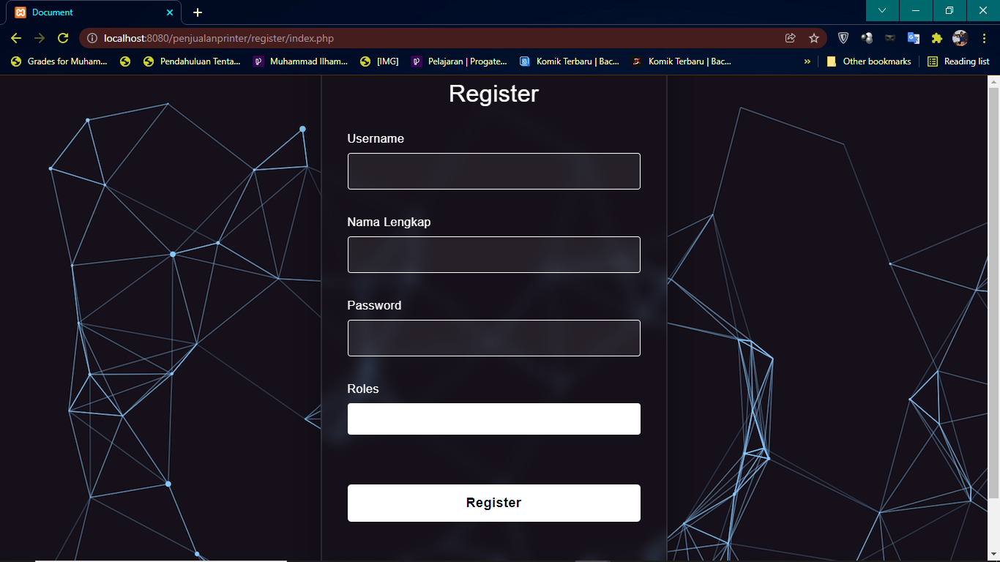 Document
localhost:8080/penjualanprinter/register/index.php
Grades for Muham...
Pendahuluan Tenta...
Muhammad Ilham...
[IMG]
Pelajaran | Progate...
Komik Terbaru | Bac...
Komik Terbaru | Bac...
»
Other bookmarks
Reading list
Register
Username
Nama Lengkap
Password
Roles
Register